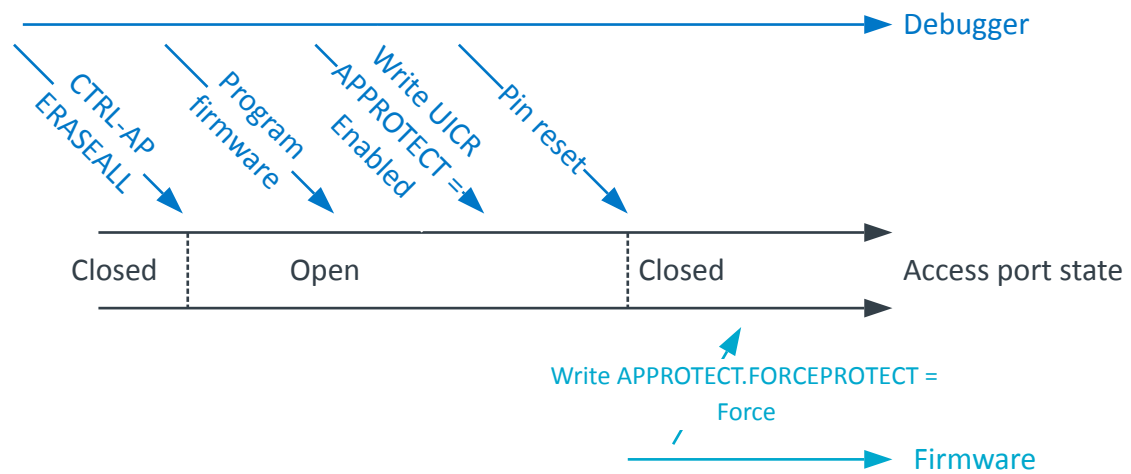 Debugger
CTRL-AP
ERASEALL
Program
firmware
Write UICR
APPROTECT =
Enabled
Pin reset
Closed
Open
Closed
Access port state
Write APPROTECT.FORCEPROTECT =
Force
Firmware